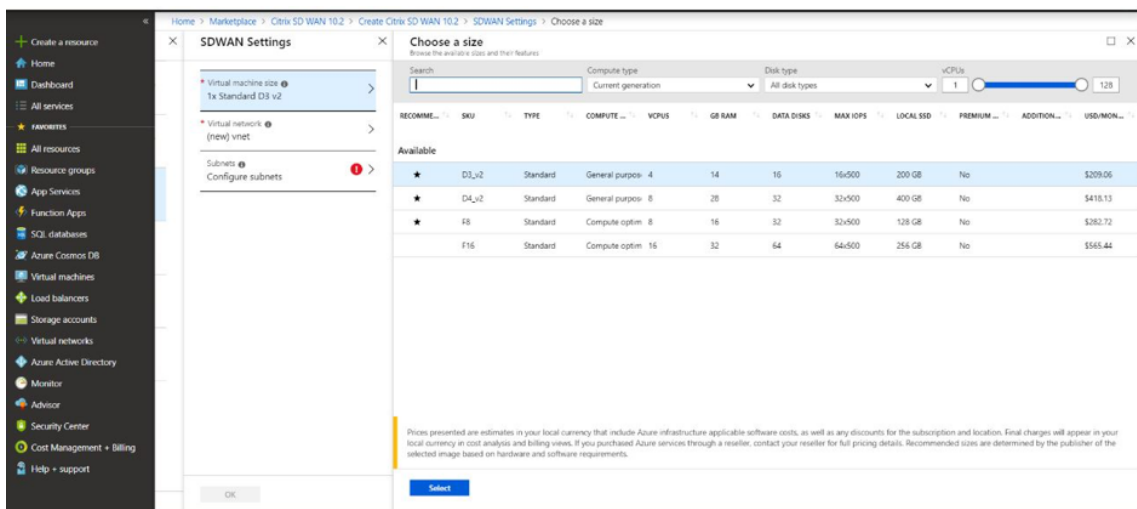 Home > Marketplace > Citrix SD WAN 10.2 > Create Citrix SD WAN 10.2 > SDWAN Settings > Choose a size
Create a resource
Home
Dashboard
All services
FAVORITES
All resources
Resource groups
App Services
Function Apps
SQL databases
Azure Cosmos DB
Virtual machines
Load balancers
Storage accounts
Virtual networks
Azure Active Directory
Monitor
Advisor
Security Center
Cost Management + Billing
Help + support
SDWAN Settings
* Virtual machine size
1x Standard D3 v2
* Virtual network
(new) vnet
Subnets
Configure subnets
OK
Choose a size
Browse the available sizes and their features
Search Compute type Disk type vCPUs
Current generation All disk types 1 128
RECOMME... SKU TYPE COMPUTE ... VCPUS GB RAM DATA DISKS MAX IOPS LOCAL SSD PREMIUM ... ADDITION... USD/MON...
Available
★ D3_v2 Standard General purpos 4 14 16 16x500 200 GB No $209.06
★ D4_v2 Standard General purpos 8 28 32 32x500 400 GB No $418.13
★ F8 Standard Compute optim 8 16 32 32x500 128 GB No $282.72
F16 Standard Compute optim 16 32 64 64x500 256 GB No $565.44
Prices presented are estimates in your local currency that include Azure infrastructure applicable software costs, as well as any discounts for the subscription and location. Final charges will appear in your
local currency in cost analysis and billing views. If you purchased Azure services through a reseller, contact your reseller for full pricing details. Recommended sizes are determined by the publisher of the
selected image based on hardware and software requirements.
Select